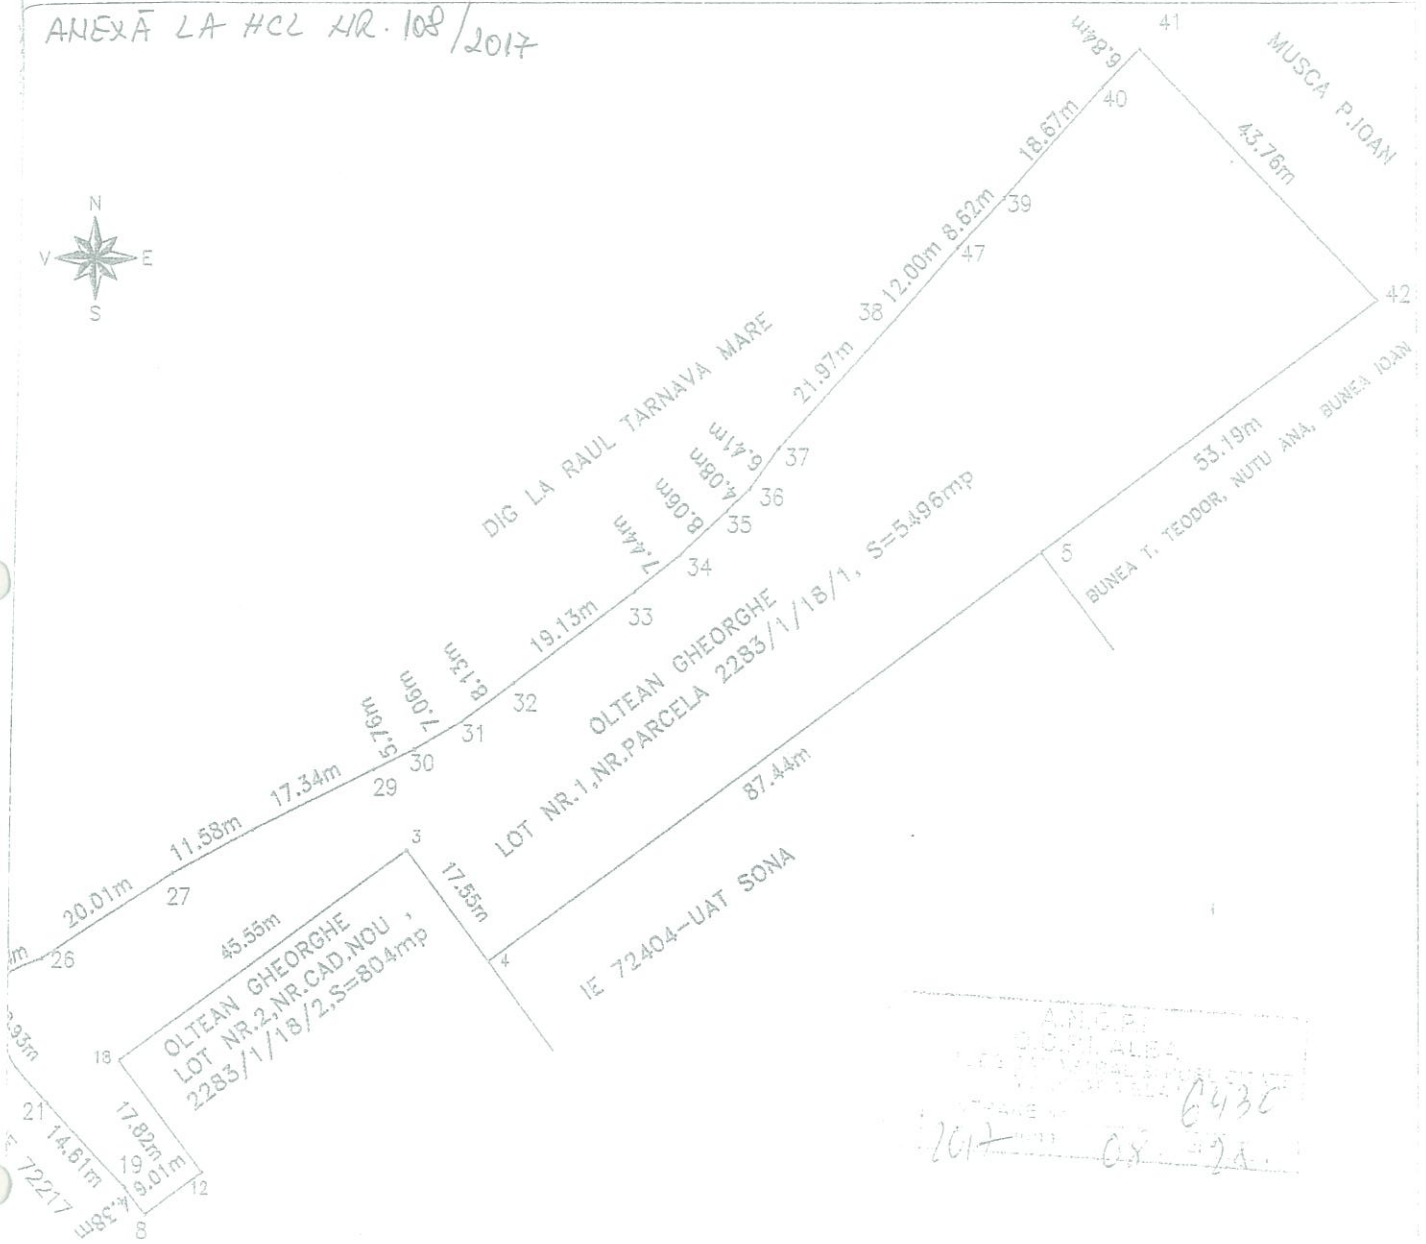 ANEXĂ LA HCL NR. 108/2017
41
6.84m
MUSCA P.IOAN
40
18.67m
43.76m
N
V E
S
39
8.62m
47
12.00m
38
42
DIG LA RAUL TARNAVA MARE
21.97m
BUNEA T. TEODOR, NUTU ANA, BUNEA IOAN
53.19m
37
6.41m
4.08m
36
8.06m
35
7.44m
34
5
OLTEAN GHEORGHE
LOT NR.1,NR.PARCELA 2283/1/18/1, S=5496mp
33
19.13m
32
8.13m
31
7.06m
30
5.76m
29
17.34m
87.44m
11.58m
3
17.55m
27
20.01m
45.55m
IE 72404-UAT SONA
m
26
4
OLTEAN GHEORGHE
LOT NR.2,NR.CAD.NOU ,
2283/1/18/2,S=804mp
18
17.82m
21
14.61m
19
9.01m
12
72217
4.38m
8
A.N.C.P.I
O.C.P.I. ALBA
2017 08